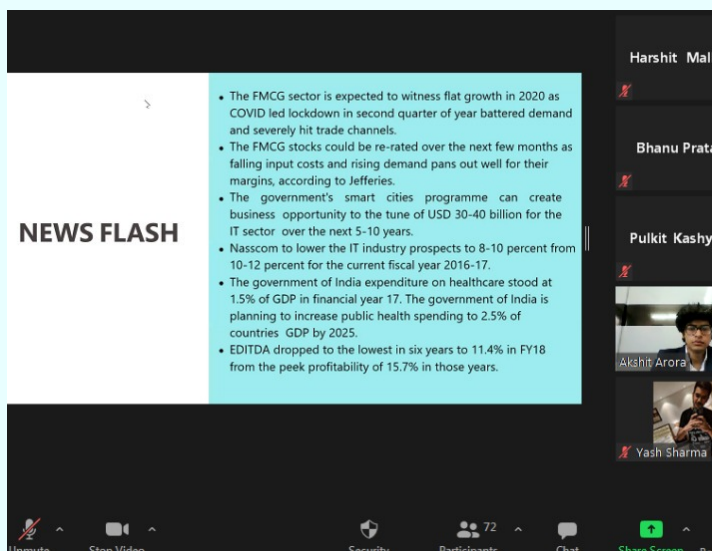 NEWS FLASH
• The FMCG sector is expected to witness flat growth in 2020 as
COVID led lockdown in second quarter of year battered demand
and severely hit trade channels.
• The FMCG stocks could be re-rated over the next few months as
falling input costs and rising demand pans out well for their
margins, according to Jefferies.
• The government's smart cities programme can create
business opportunity to the tune of USD 30-40 billion for the
IT sector over the next 5-10 years.
• Nasscom to lower the IT industry prospects to 8-10 percent from
10-12 percent for the current fiscal year 2016-17.
• The government of India expenditure on healthcare stood at
1.5% of GDP in financial year 17. The government of India is
planning to increase public health spending to 2.5% of
countries GDP by 2025.
• EDITDA dropped to the lowest in six years to 11.4% in FY18
from the peek profitability of 15.7% in those years.
Harshit Mal
Bhanu Prata
Pulkit Kashy
Akshit Arora
Yash Sharma
72
Unmute
Stop Video
Security
Participants
Chat
Share Screen